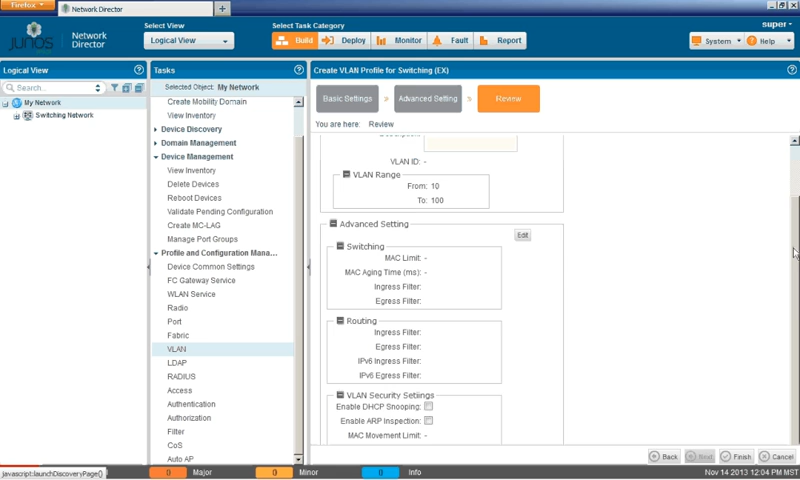 Firefox
Network Director
+
super
JUNOS
Network Director
Select View
Logical View
Select Task Category
Build
Deploy
Monitor
Fault
Report
System
Help
Logical View
Search...
My Network
Switching Network
Tasks
Selected Object: My Network
Create Mobility Domain
View Inventory
Device Discovery
Domain Management
Device Management
View Inventory
Delete Devices
Reboot Devices
Validate Pending Configuration
Create MC-LAG
Manage Port Groups
Profile and Configuration Mana...
Device Common Settings
FC Gateway Service
WLAN Service
Radio
Port
Fabric
VLAN
LDAP
RADIUS
Access
Authentication
Authorization
Filter
CoS
Auto AP
Create VLAN Profile for Switching (EX)
Basic Settings
»
Advanced Setting
»
Review
You are here: Review
VLAN ID: -
VLAN Range
From: 10
To: 100
Advanced Setting
Edit
Switching
MAC Limit: -
MAC Aging Time (ms): -
Ingress Filter:
Egress Filter:
Routing
Ingress Filter:
Egress Filter:
IPv6 Ingress Filter:
IPv6 Egress Filter:
VLAN Security Settings
Enable DHCP Snooping:
Enable ARP Inspection:
MAC Movement Limit: -
Back
Next
Finish
Cancel
javascript:launchDiscoveryPage()
0 Major
0 Minor
0 Info
Nov 14 2013 12:04 PM MST